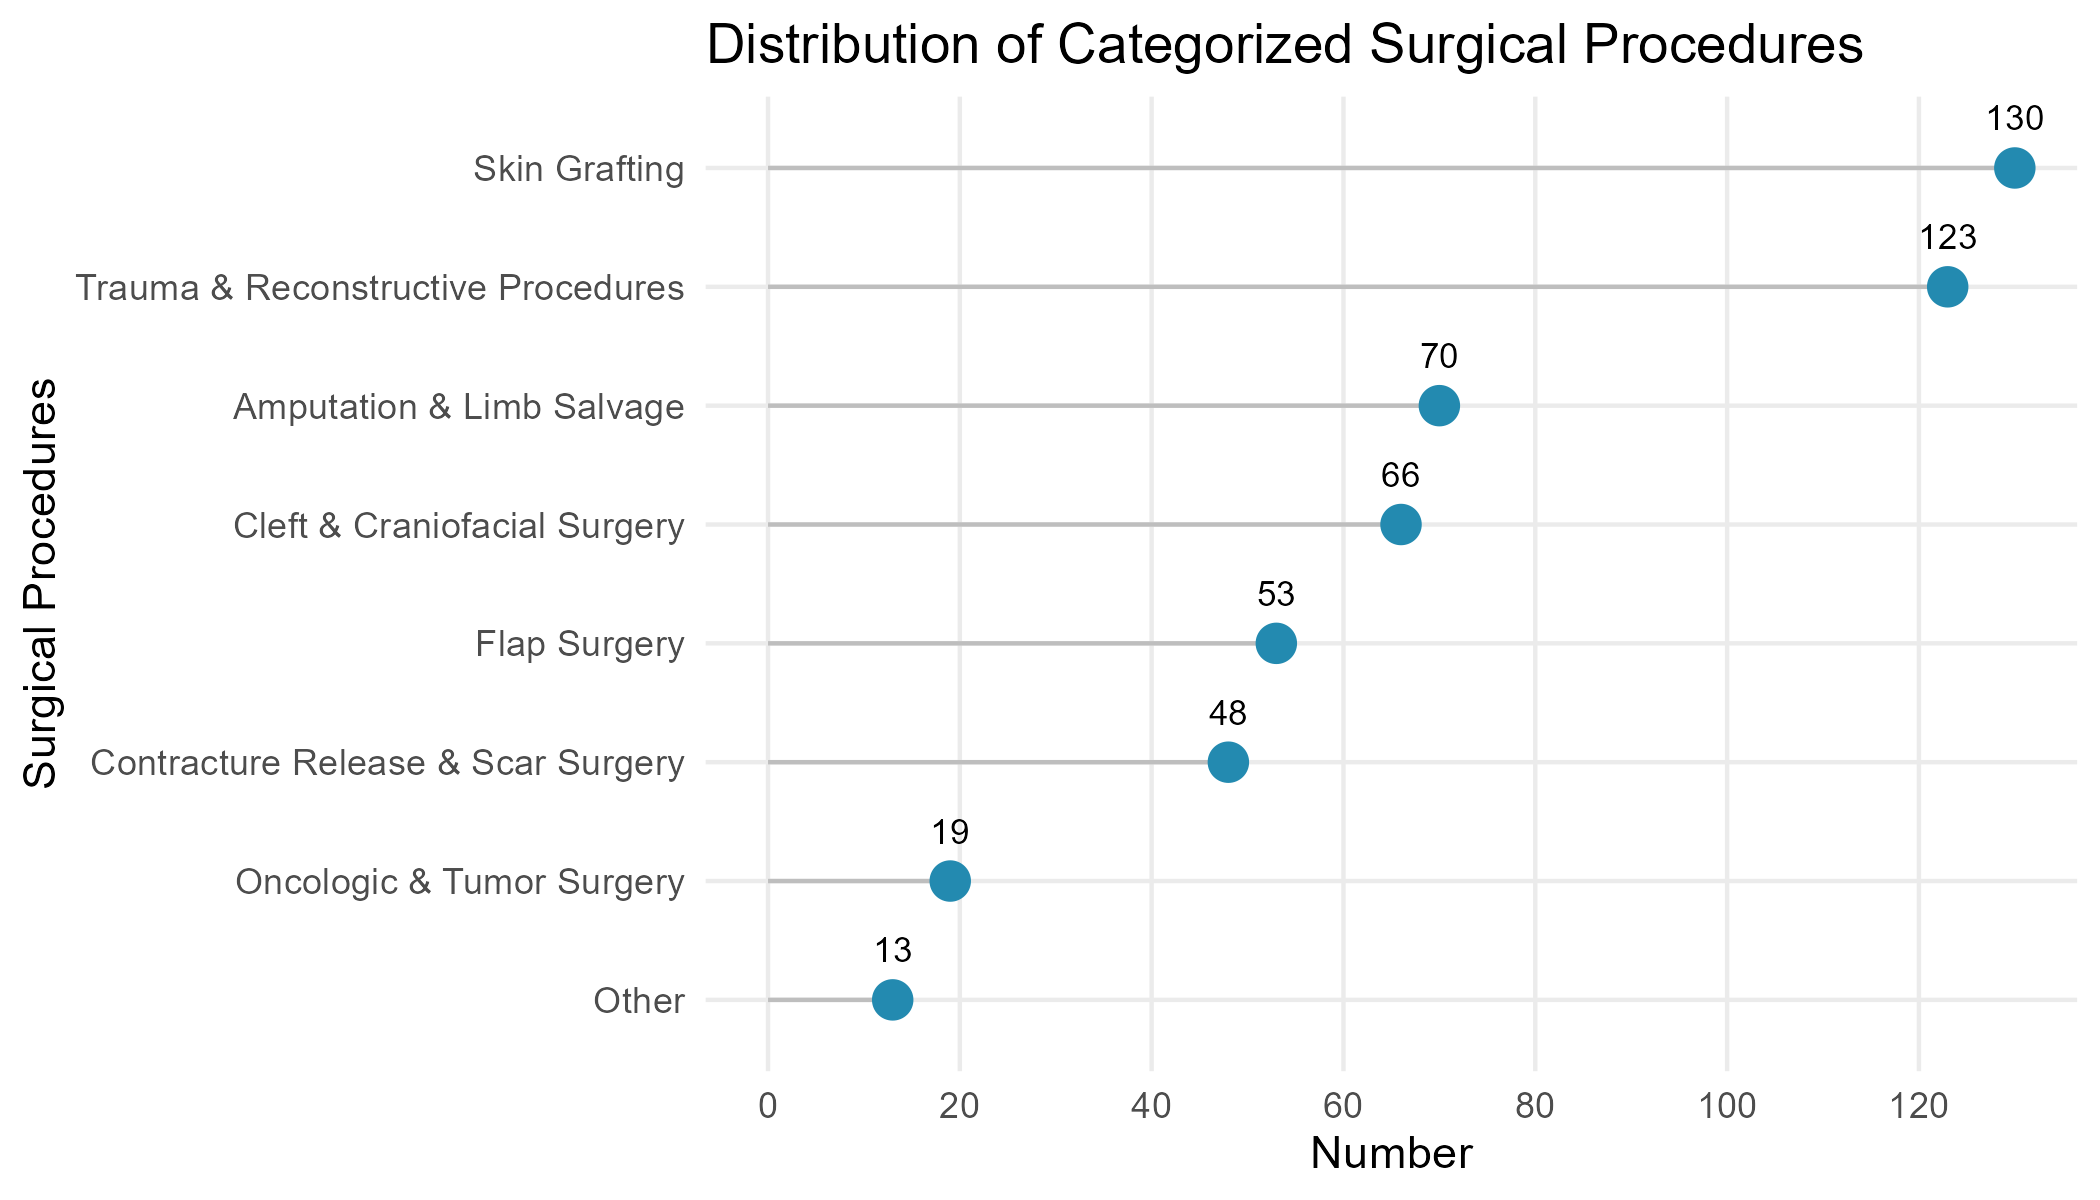 Distribution of Categorized Surgical Procedures
Surgical Procedures
Skin Grafting
130
Trauma & Reconstructive Procedures
123
Amputation & Limb Salvage
70
Cleft & Craniofacial Surgery
66
Flap Surgery
53
Contracture Release & Scar Surgery
48
Oncologic & Tumor Surgery
19
Other
13
0 20 40 60 80 100 120
Number